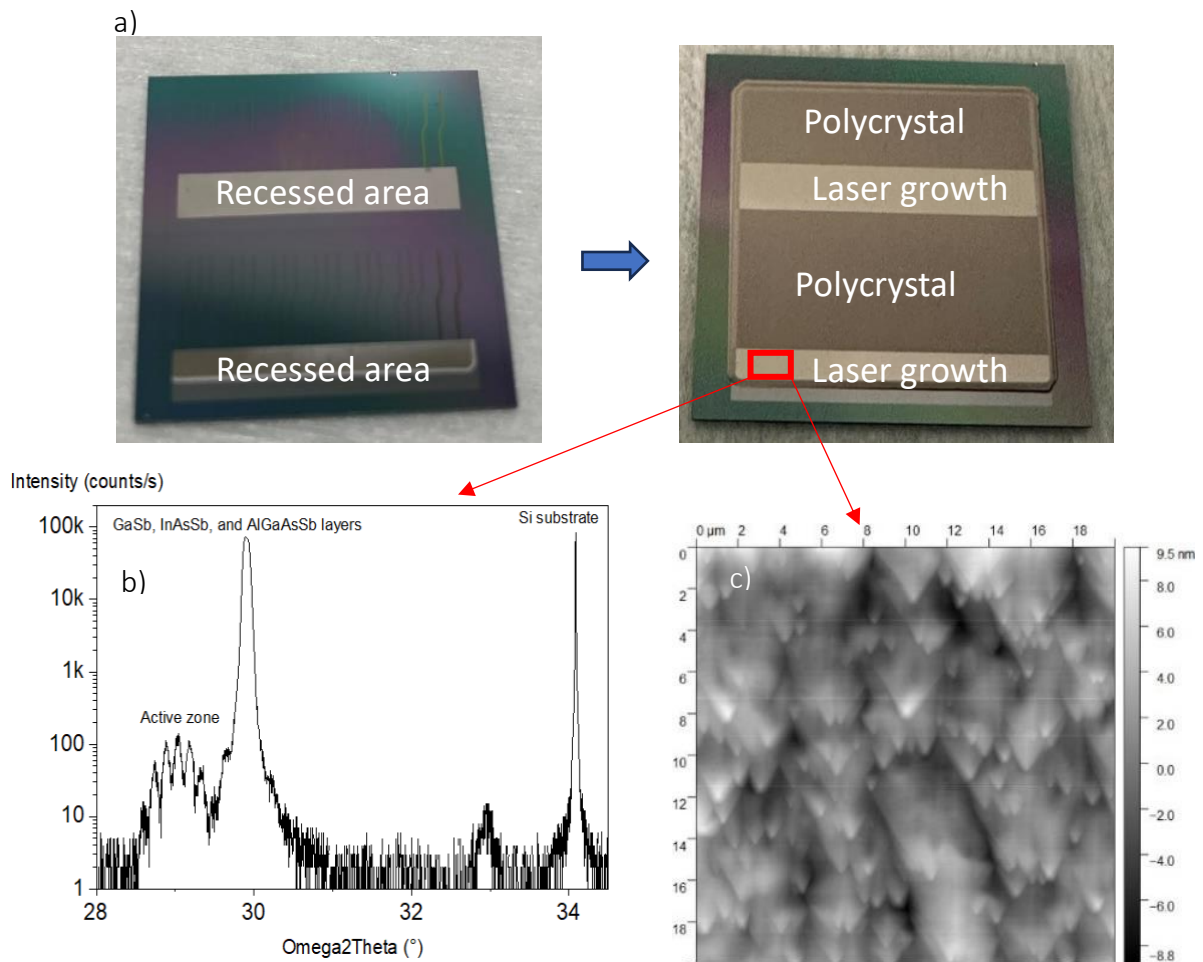 a)
Recessed area
Recessed area
Polycrystal
Laser growth
Polycrystal
Laser growth
Intensity (counts/s)
GaSb, InAsSb, and AlGaAsSb layers
Si substrate
100k
b)
10k
1k
Active zone
100
10
1
28 30 32 34
Omega2Theta (°)
0 µm 2 4 6 8 10 12 14 16 18
c)
0
2
4
6
8
10
12
14
16
18
9.5 nm
8.0
6.0
4.0
2.0
0.0
−2.0
−4.0
−6.0
−8.8